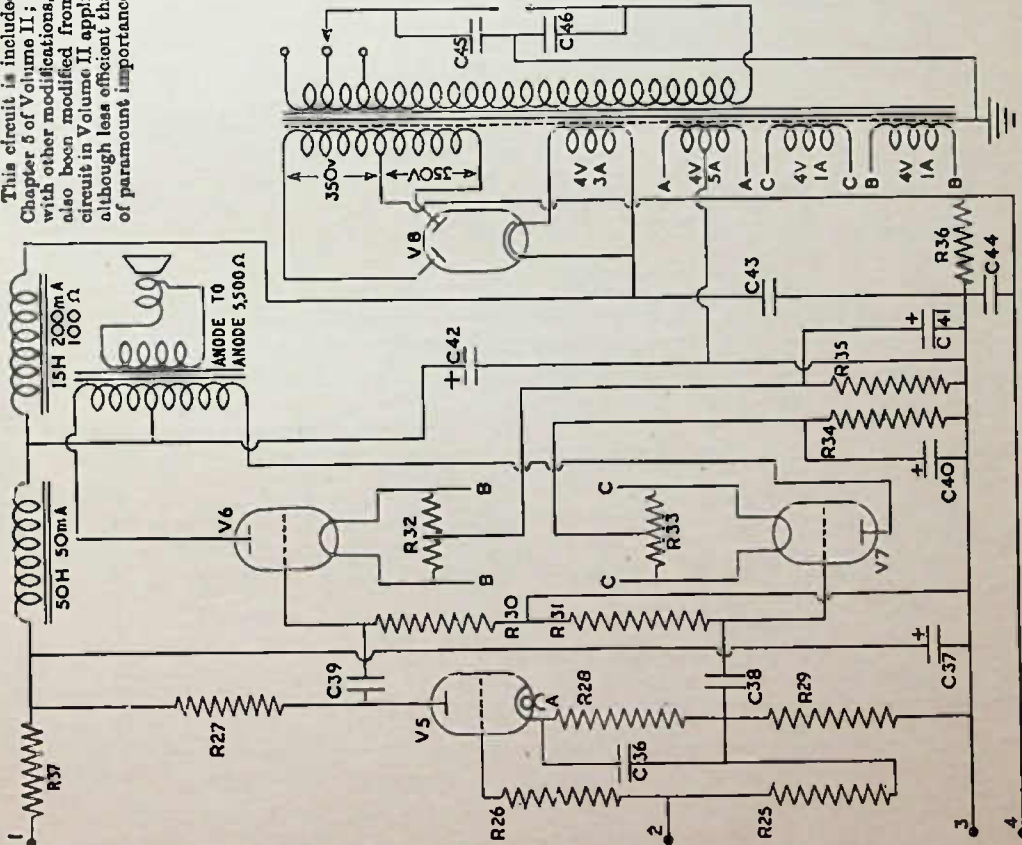 This circuit is included
Chapter 5 of Volume II;
with other modifications,
also been modified from
circuit in Volume II appli
although less efficient tha
of paramount importance
1
R37
50H 50mA
15H 200mA
100 Ω
ANODE TO
ANODE 5,500 Ω
350V
350V
V8
4V
3A
A
4V
5A
A
C
4V
1A
C
B
4V
1A
B
C45
C46
C42
C43
C44
R36
C41
R35
R34
C40
V6
B
R32
B
C
R33
C
V7
R30
R31
C39
C38
C37
R27
V5
A
R28
R29
C36
R26
2
R25
3
4